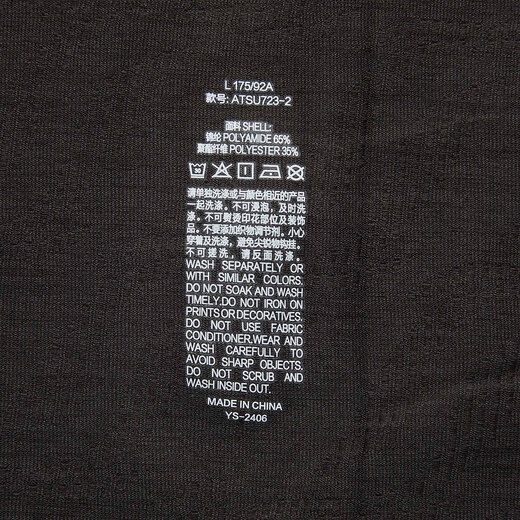 L 175/92A
款号: ATSU723-2
面料 SHELL:
锦纶 POLYAMIDE 65%
聚酯纤维 POLYESTER 35%
30
请单独洗涤或与颜色相近的产品
一起洗涤。不可浸泡，及时洗
涤。不可熨烫印花部位及装饰
品。不要添加织物调节剂。小心
穿着及洗涤，避免尖锐物钩挂。
不可搓洗，请反面洗涤。
WASH SEPARATELY OR
WITH SIMILAR COLORS.
DO NOT SOAK AND WASH
TIMELY.DO NOT IRON ON
PRINTS OR DECORATIVES.
DO NOT USE FABRIC
CONDITIONER.WEAR AND
WASH CAREFULLY TO
AVOID SHARP OBJECTS.
DO NOT SCRUB AND
WASH INSIDE OUT.
MADE IN CHINA
YS-2406